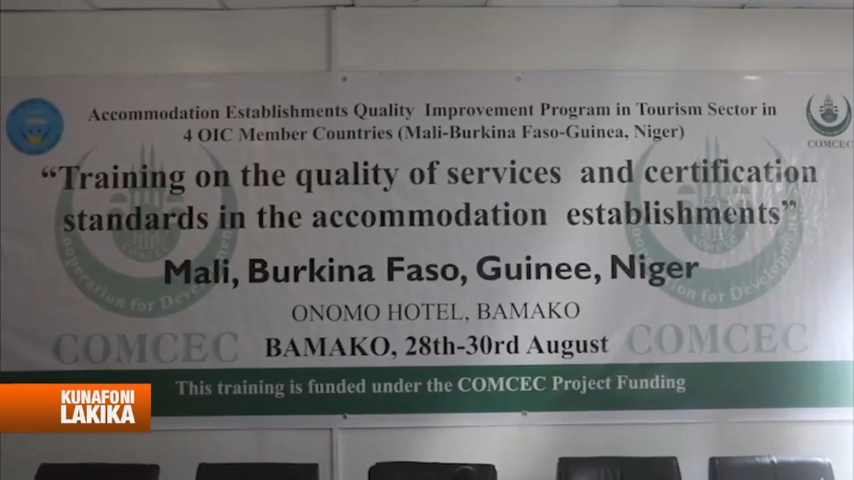 Accommodation Establishments Quality Improvement Program in Tourism Sector in
4 OIC Member Countries (Mali-Burkina Faso-Guinea, Niger)
COMCEC
“Training on the quality of services and certification
standards in the accommodation establishments”
Mali, Burkina Faso, Guinee, Niger
ONOMO HOTEL, BAMAKO
BAMAKO, 28th-30rd August
COMCEC
COMCEC
COMCEC
COMCEC
This training is funded under the COMCEC Project Funding
KUNAFONI
LAKIKA